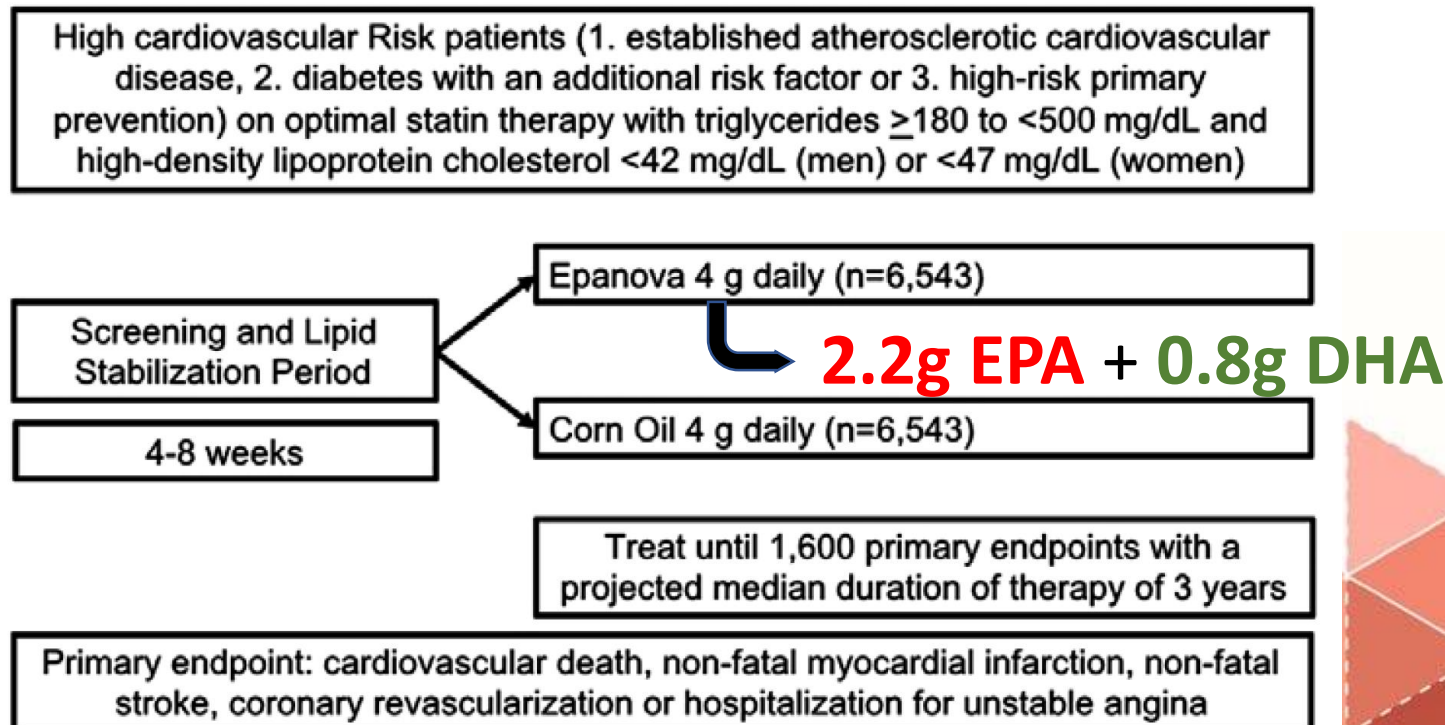 High cardiovascular Risk patients (1. established atherosclerotic cardiovascular
disease, 2. diabetes with an additional risk factor or 3. high-risk primary
prevention) on optimal statin therapy with triglycerides ≥180 to <500 mg/dL and
high-density lipoprotein cholesterol <42 mg/dL (men) or <47 mg/dL (women)
Epanova 4 g daily (n=6,543)
Screening and Lipid
Stabilization Period
2.2g EPA + 0.8g DHA
Corn Oil 4 g daily (n=6,543)
4-8 weeks
Treat until 1,600 primary endpoints with a
projected median duration of therapy of 3 years
Primary endpoint: cardiovascular death, non-fatal myocardial infarction, non-fatal
stroke, coronary revascularization or hospitalization for unstable angina